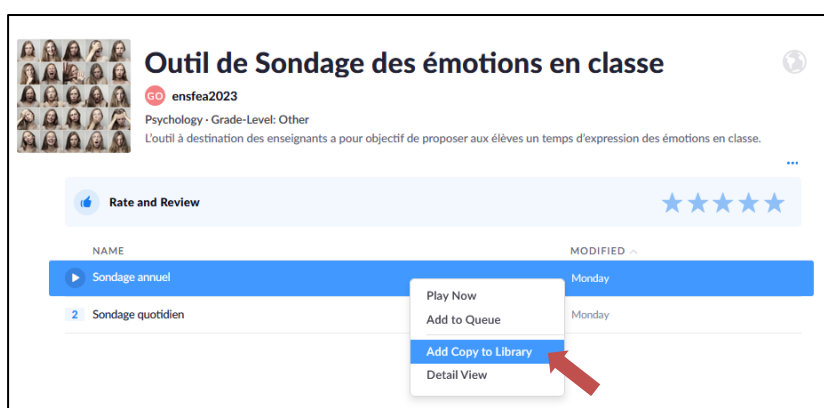 Outil de Sondage des émotions en classe
GO ensfea2023
Psychology · Grade-Level: Other
L'outil à destination des enseignants a pour objectif de proposer aux élèves un temps d'expression des émotions en classe.
...
Rate and Review
NAME MODIFIED
Sondage annuel Monday
2 Sondage quotidien Monday
Play Now
Add to Queue
Add Copy to Library
Detail View